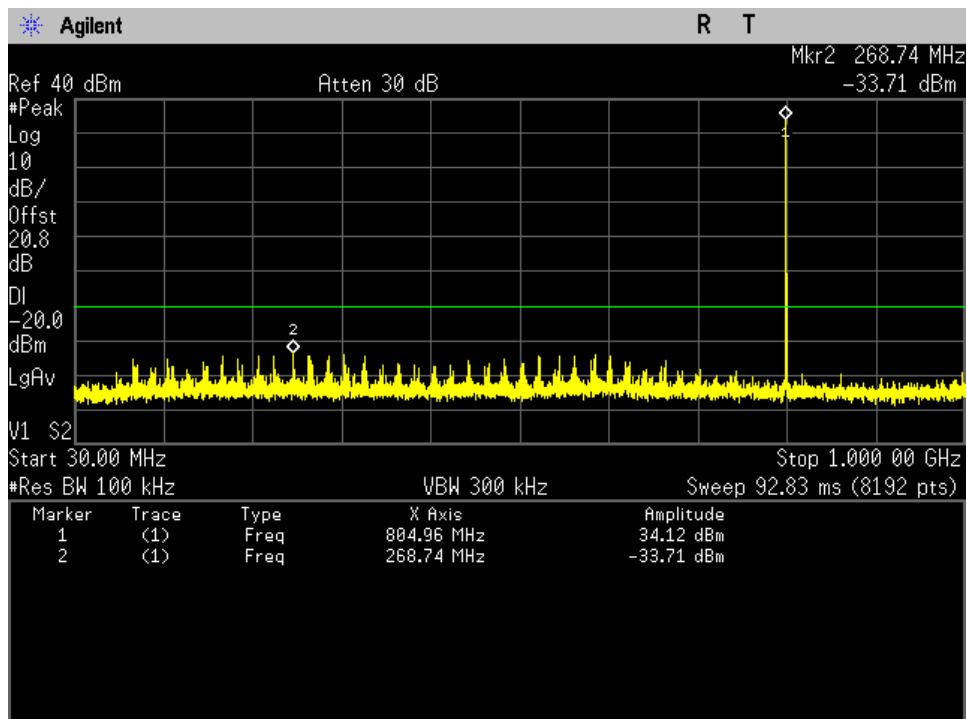 Agilent R T
Mkr2 268.74 MHz
Ref 40 dBm Atten 30 dB -33.71 dBm
#Peak
Log
10
dB/
Offst
20.8
dB
DI
-20.0
dBm
LgAv
V1 S2
1
2
Start 30.00 MHz Stop 1.000 00 GHz
#Res BW 100 kHz VBW 300 kHz Sweep 92.83 ms (8192 pts)
Marker Trace Type X Axis Amplitude
1 (1) Freq 804.96 MHz 34.12 dBm
2 (1) Freq 268.74 MHz -33.71 dBm